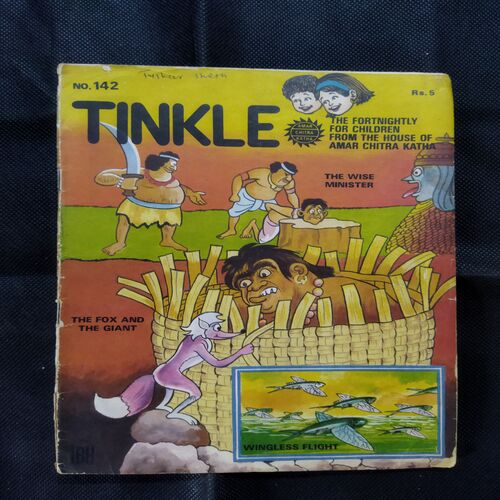 NO.142
Rs.5
TINKLE
AMAR
CHITRA
KATHA
THE FORTNIGHTLY
FOR CHILDREN
FROM THE HOUSE OF
AMAR CHITRA KATHA
THE WISE
MINISTER
THE FOX AND
THE GIANT
WINGLESS FLIGHT
IBH